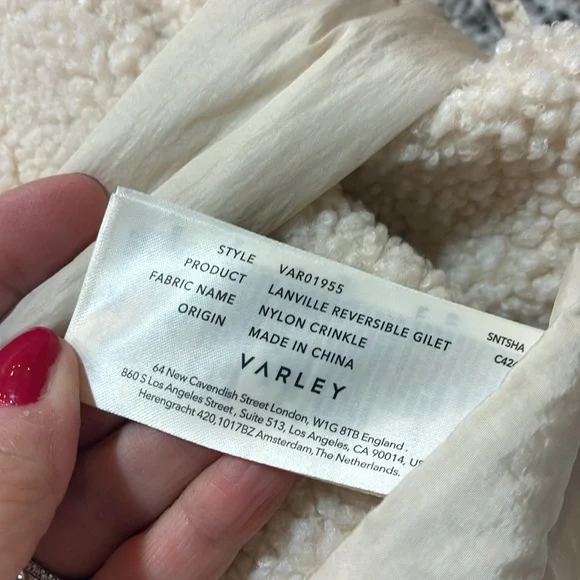 STYLE VAR01955
PRODUCT LANVILLE REVERSIBLE GILET
FABRIC NAME NYLON CRINKLE
ORIGIN MADE IN CHINA
SNTSHA
VARLEY
64 New Cavendish Street London, W1G 8TB England .
860 S Los Angeles Street, Suite 513, Los Angeles, CA 90014,
Herengracht 420,1017BZ Amsterdam,The Netherlands.